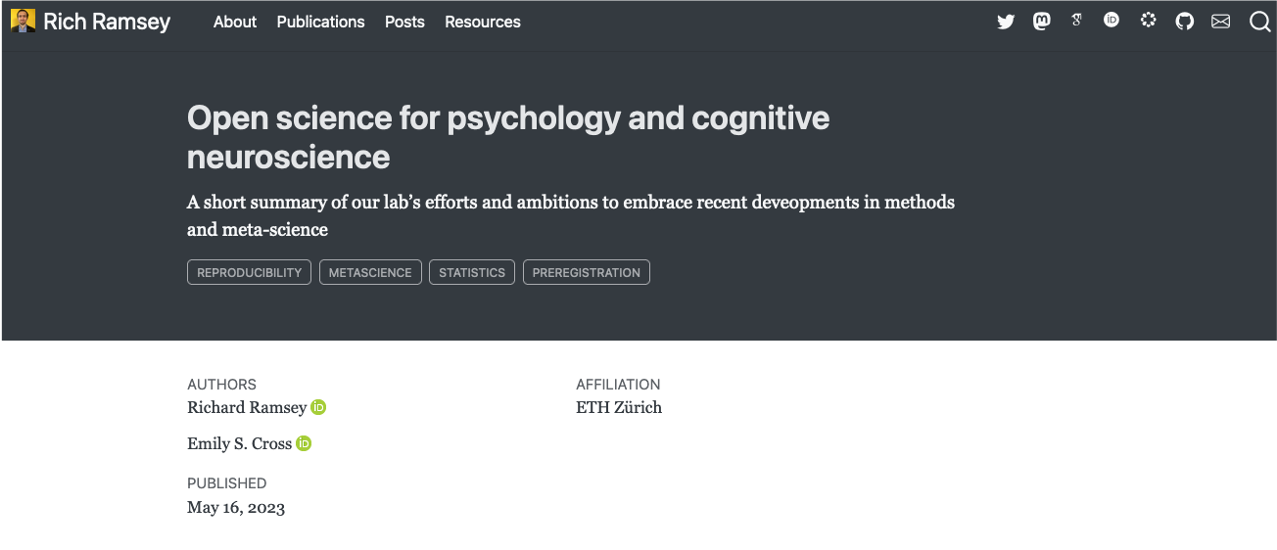 Rich Ramsey About Publications Posts Resources
Open science for psychology and cognitive
neuroscience
A short summary of our lab’s efforts and ambitions to embrace recent deveopments in methods
and meta-science
REPRODUCIBILITY METASCIENCE STATISTICS PREREGISTRATION
AUTHORS AFFILIATION
Richard Ramsey iD ETH Zürich
Emily S. Cross iD
PUBLISHED
May 16, 2023